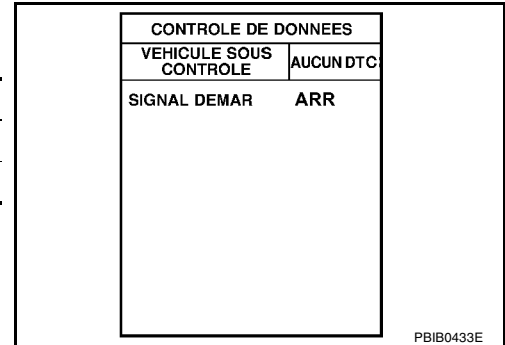 CONTROLE DE DONNEES
VEHICULE SOUS CONTROLE AUCUN DTC
SIGNAL DEMAR ARR
PBIB0433E